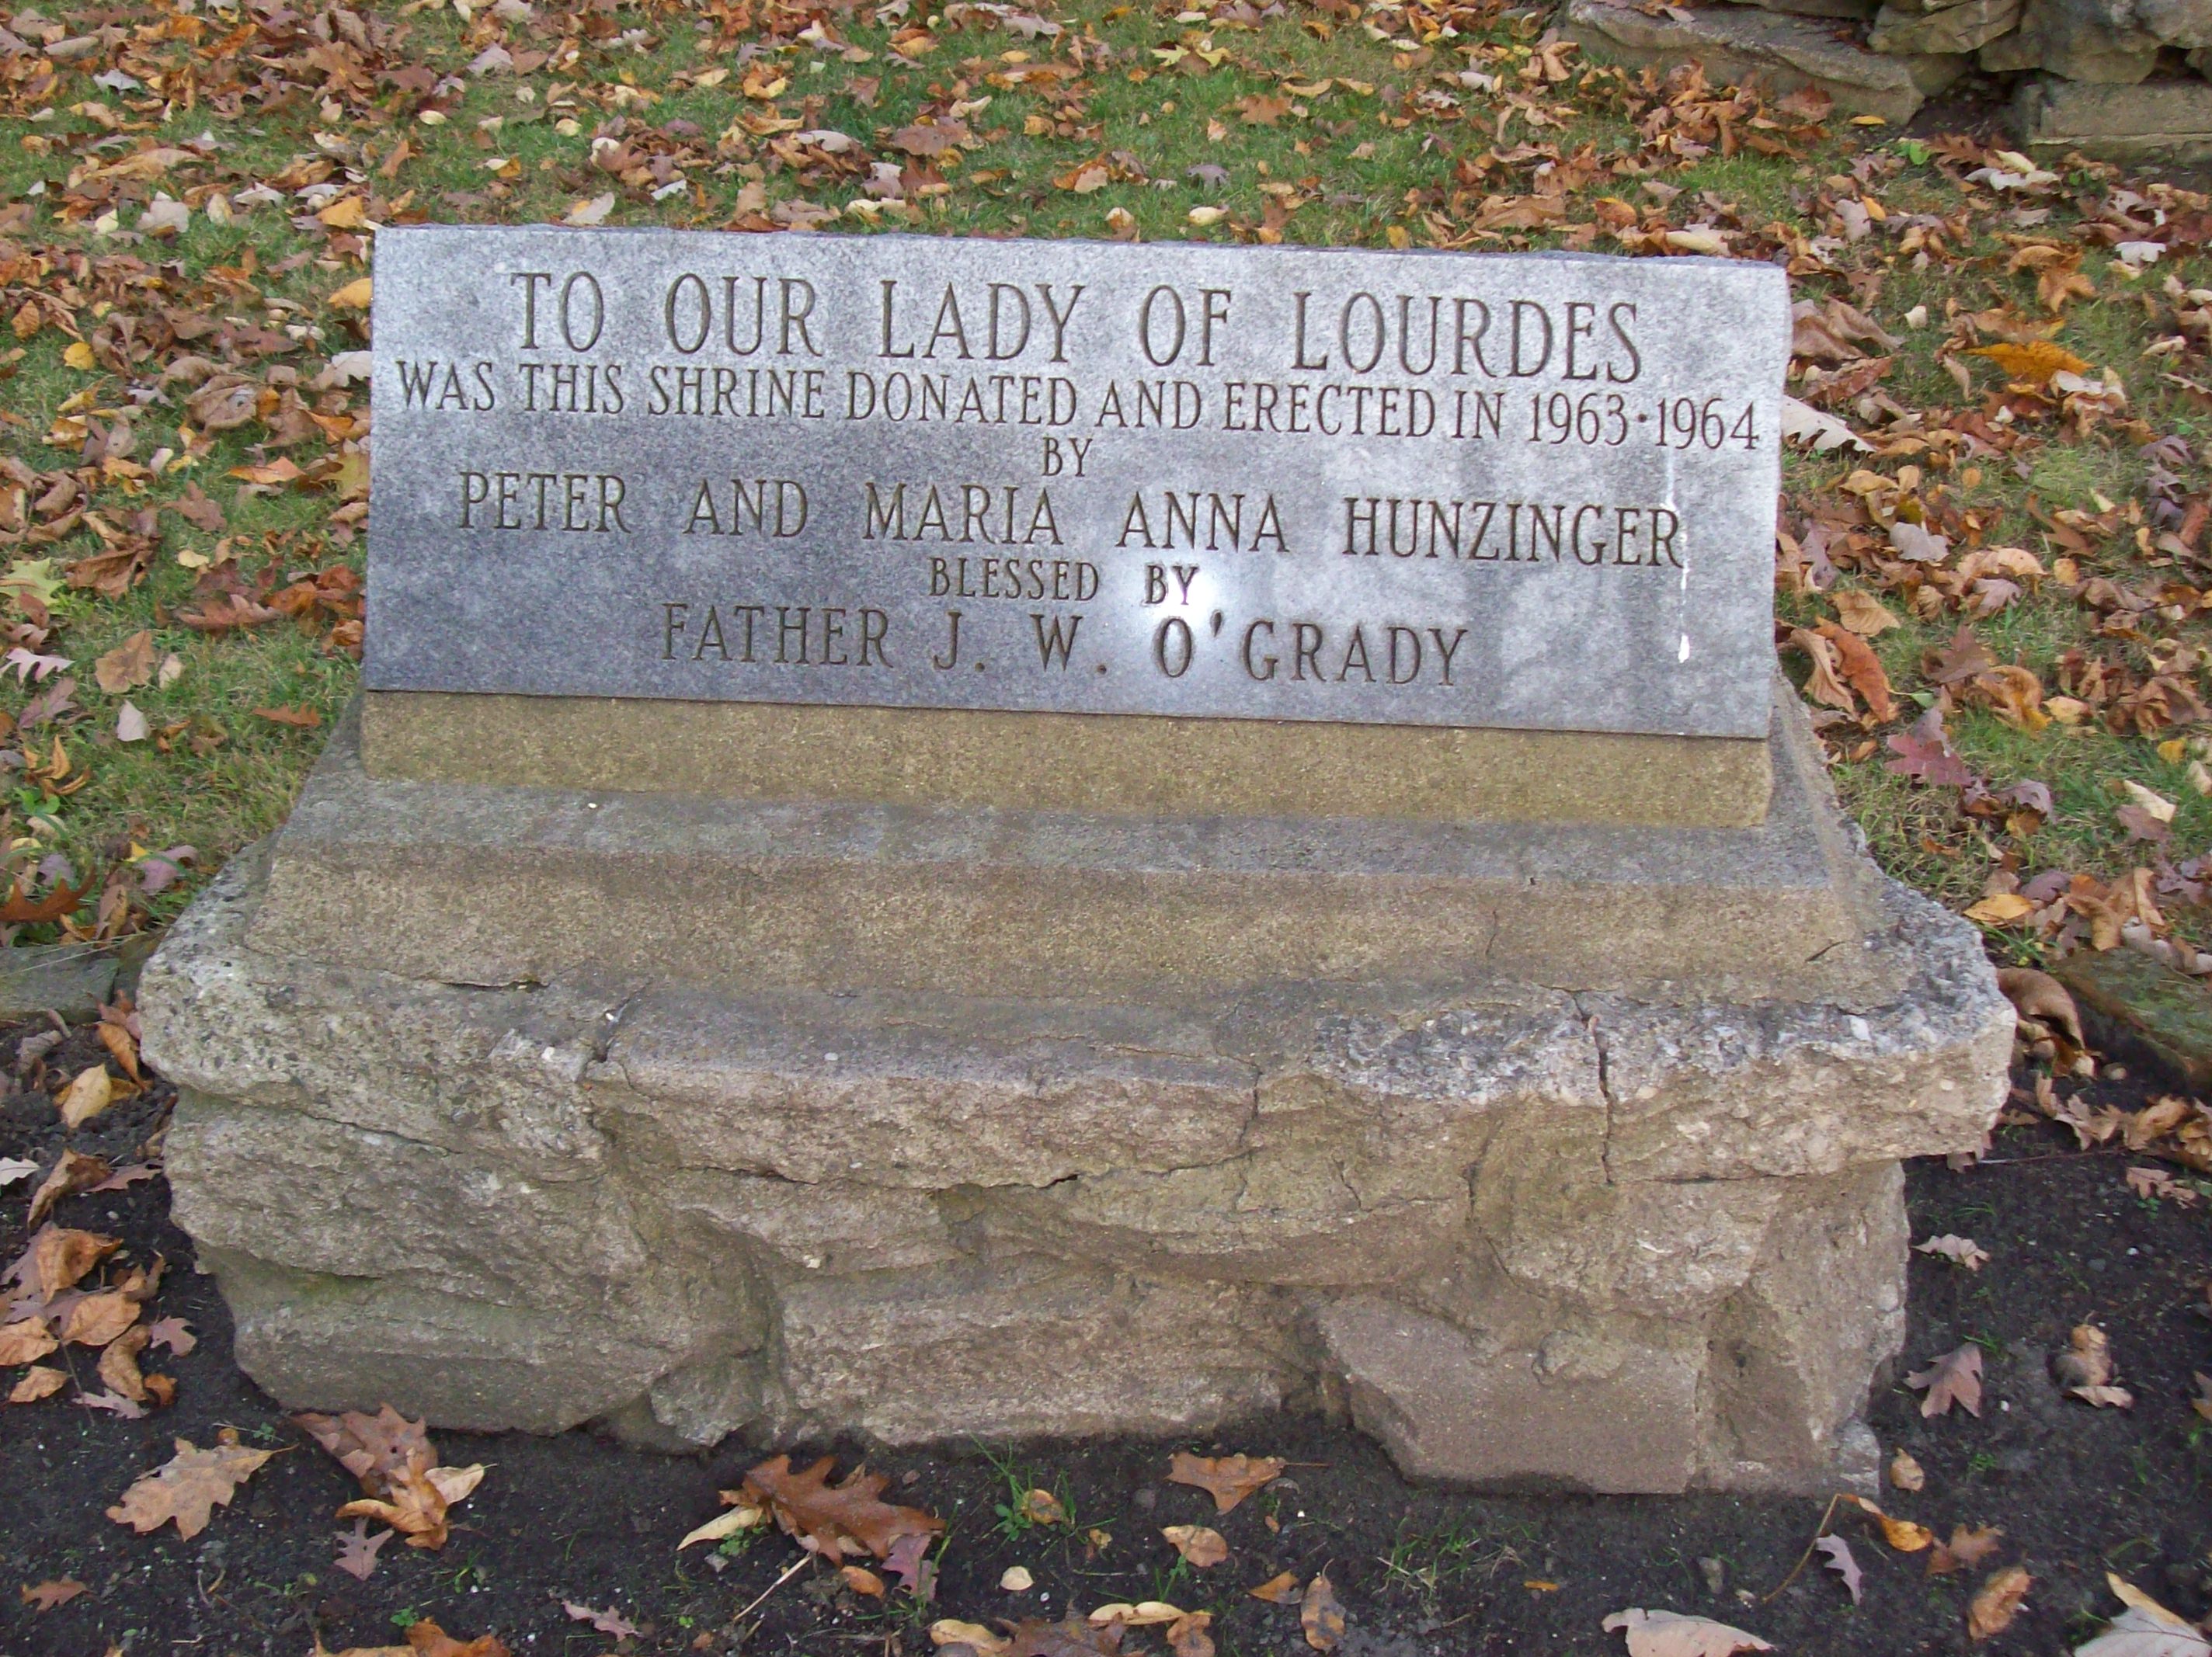 TO OUR LADY OF LOURDES
WAS THIS SHRINE DONATED AND ERECTED IN 1963·1964
BY
PETER AND MARIA ANNA HUNZINGER
BLESSED BY
FATHER J. W. O'GRADY